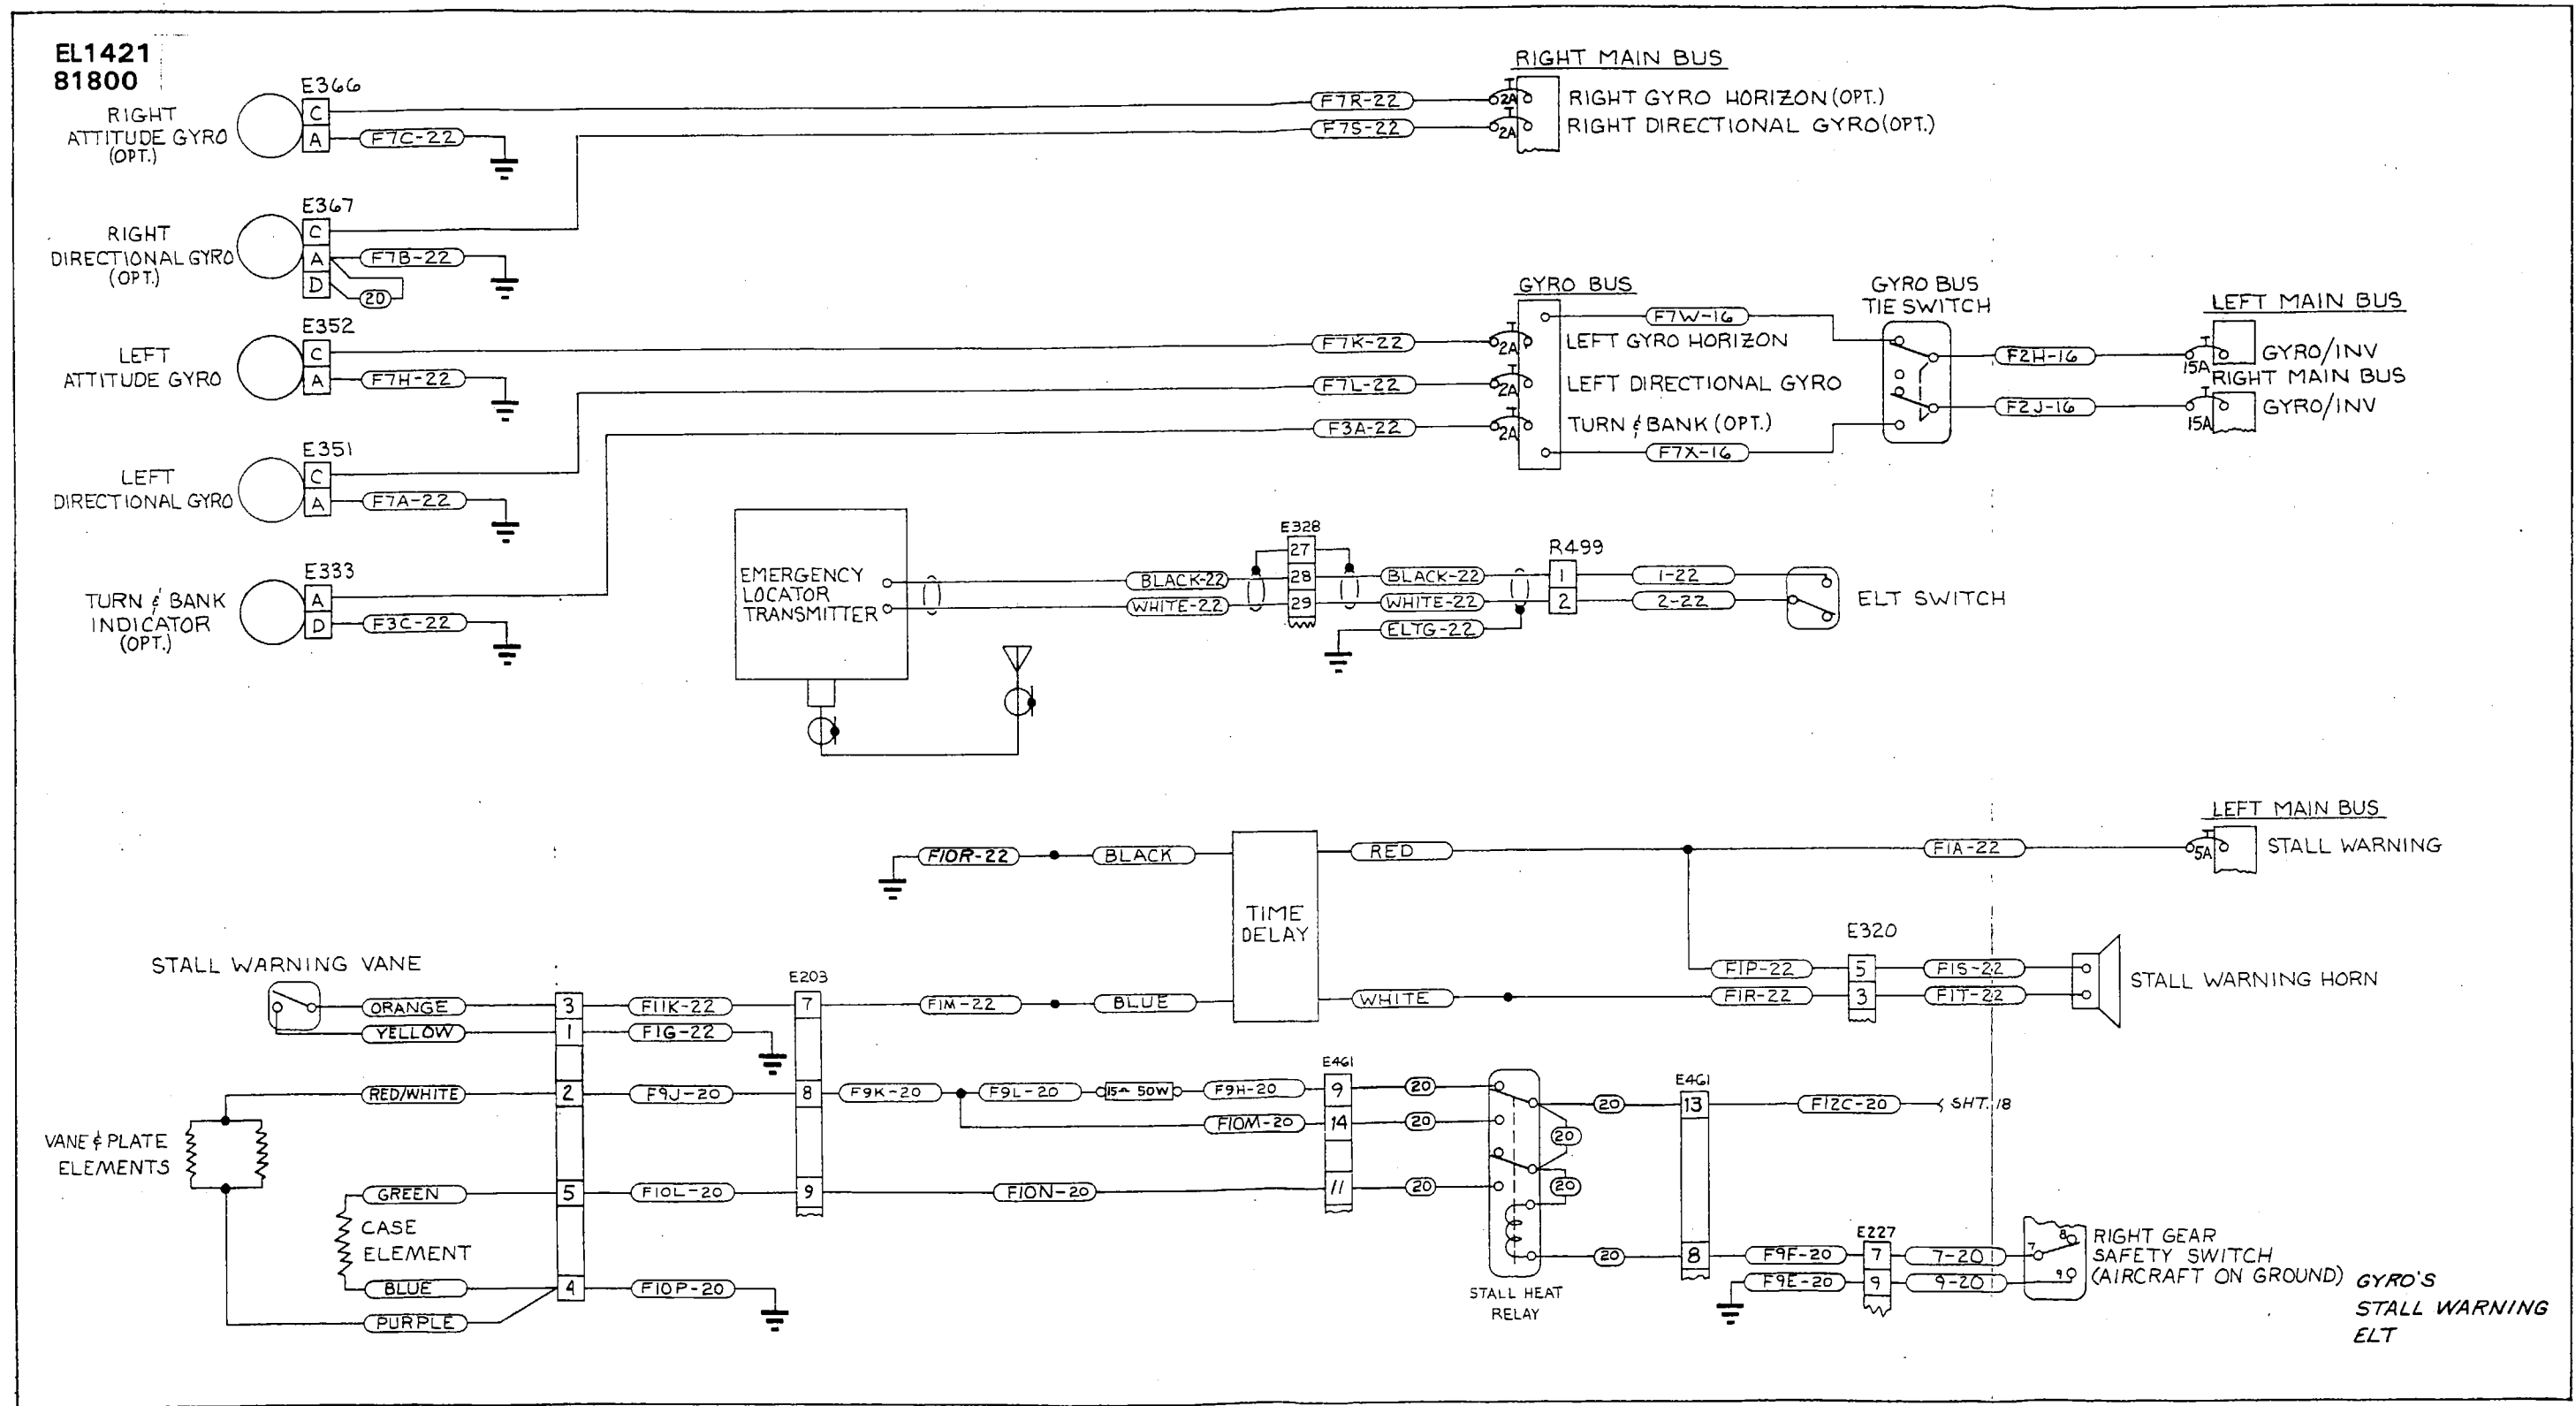 EL1421
81800
RIGHT
ATTITUDE GYRO
(OPT.)
E366
C
A
F7C-22
F7R-22
F7S-22
RIGHT MAIN BUS
2A
RIGHT GYRO HORIZON (OPT.)
2A
RIGHT DIRECTIONAL GYRO (OPT.)
RIGHT
DIRECTIONAL GYRO
(OPT.)
E367
C
A
D
F7B-22
20
LEFT
ATTITUDE GYRO
E352
C
A
F7H-22
F7K-22
F7L-22
F3A-22
GYRO BUS
2A
LEFT GYRO HORIZON
2A
LEFT DIRECTIONAL GYRO
2A
TURN & BANK (OPT.)
F7W-16
F7X-16
GYRO BUS
TIE SWITCH
F2H-16
F2J-16
LEFT MAIN BUS
15A
GYRO/INV
RIGHT MAIN BUS
15A
GYRO/INV
LEFT
DIRECTIONAL GYRO
E351
C
A
F7A-22
TURN & BANK
INDICATOR
(OPT.)
E333
A
D
F3C-22
EMERGENCY
LOCATOR
TRANSMITTER
BLACK-22
WHITE-22
E328
27
28
29
BLACK-22
WHITE-22
ELTG-22
R499
1
2
1-22
2-22
ELT SWITCH
F10R-22
BLACK
TIME
DELAY
RED
F1A-22
LEFT MAIN BUS
5A
STALL WARNING
STALL WARNING VANE
ORANGE
YELLOW
3
1
F11K-22
F1G-22
E203
7
F1M-22
BLUE
WHITE
F1P-22
F1R-22
E320
5
3
F1S-22
F1T-22
STALL WARNING HORN
RED/WHITE
2
F9J-20
8
F9K-20
F9L-20
15Ω 50W
F9H-20
F10M-20
E461
9
14
11
20
20
20
20
20
20
E461
13
F12C-20
SHT. 18
VANE & PLATE
ELEMENTS
GREEN
5
F10L-20
9
F10N-20
CASE
ELEMENT
BLUE
4
F10P-20
PURPLE
STALL HEAT
RELAY
20
8
F9F-20
F9E-20
E227
7
9
7-20
9-20
7
8
9
RIGHT GEAR
SAFETY SWITCH
(AIRCRAFT ON GROUND)
GYRO'S
STALL WARNING
ELT